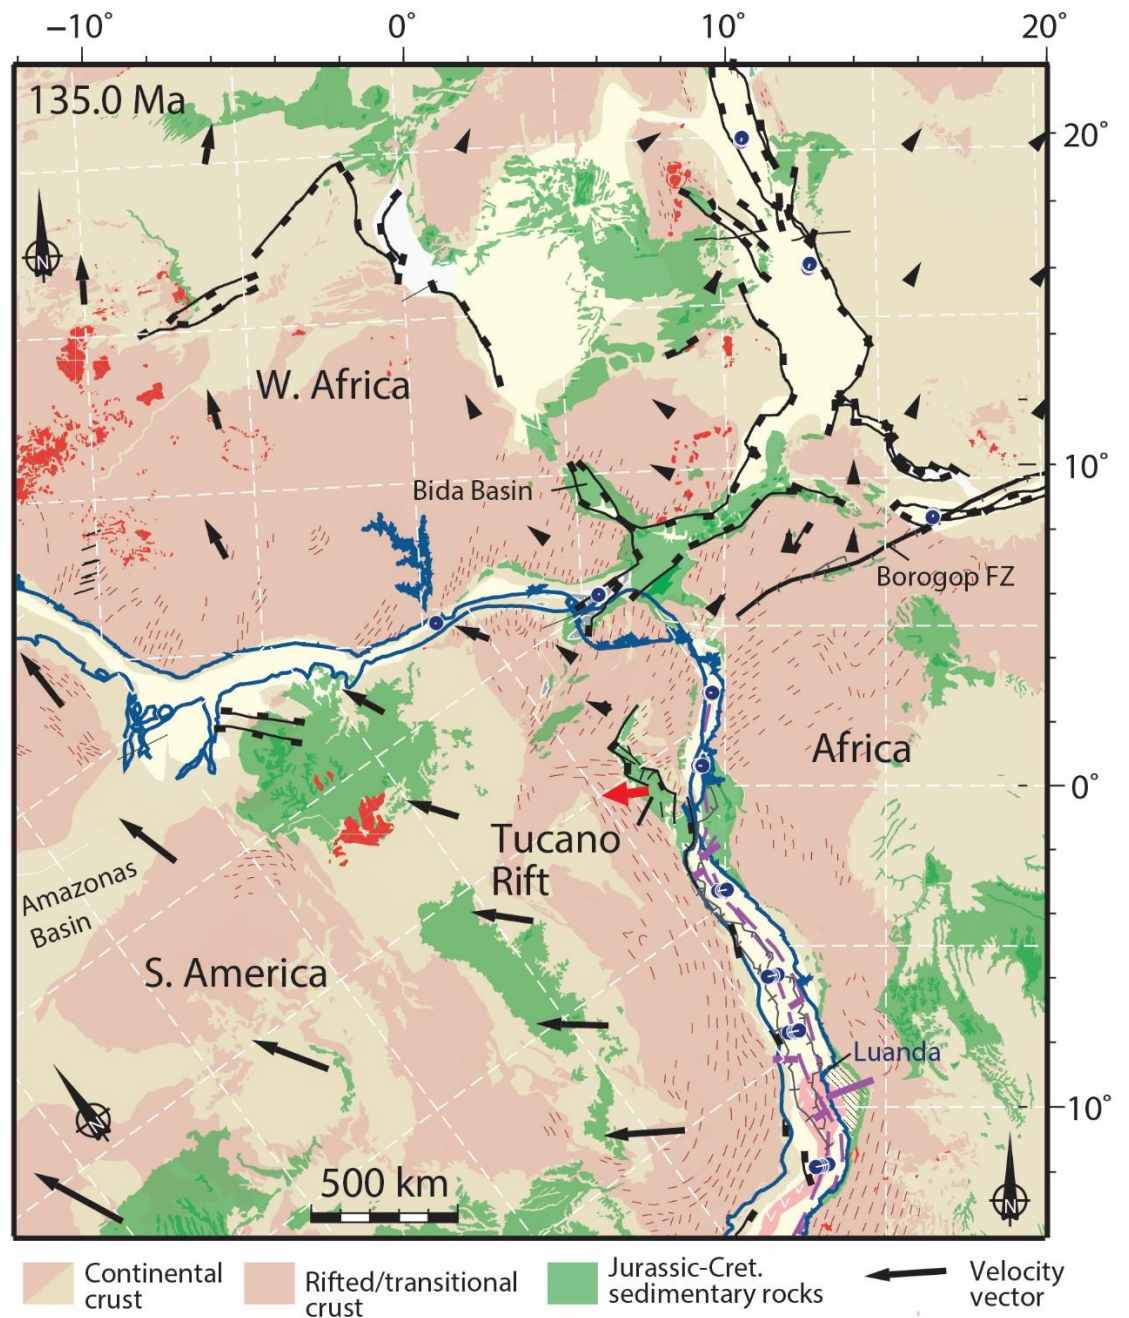 −10° 0° 10° 20°
135.0 Ma
20°
N
W. Africa
10°
Bida Basin
Borogop FZ
Africa
0°
Tucano
Rift
Amazonas
Basin
S. America
Luanda
10°
N
500 km
N
Continental
crust
Rifted/transitional
crust
Jurassic-Cret.
sedimentary rocks
Velocity
vector